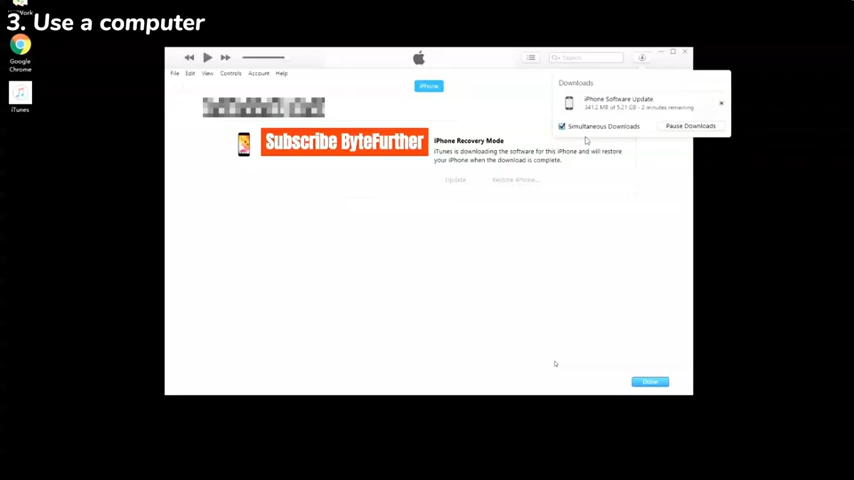 3. Use a computer
Google
Chrome
iTunes
File Edit View Controls Account Help
Search
iPhone
Downloads
iPhone Software Update
341.2 MB of 5.21 GB - 2 minutes remaining
Simultaneous Downloads
Pause Downloads
Subscribe ByteFurther
iPhone Recovery Mode
iTunes is downloading the software for this iPhone and will restore
your iPhone when the download is complete.
Update
Restore iPhone...
Done